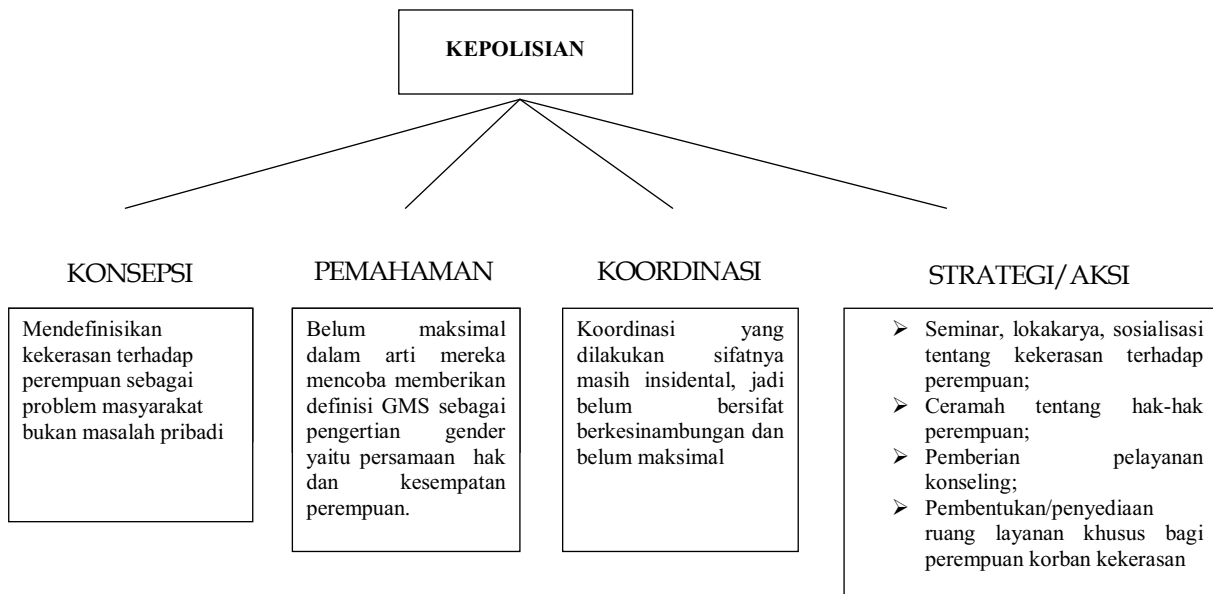 KEPOLISIAN
KONSEPSI
Mendefinisikan
kekerasan terhadap
perempuan sebagai
problem masyarakat
bukan masalah pribadi
PEMAHAMAN
Belum maksimal
dalam arti mereka
mencoba memberikan
definisi GMS sebagai
pengertian gender
yaitu persamaan hak
dan kesempatan
perempuan.
KOORDINASI
Koordinasi yang
dilakukan sifatnya
masih insidental, jadi
belum bersifat
berkesinambungan dan
belum maksimal
STRATEGI/AKSI
➢ Seminar, lokakarya, sosialisasi
tentang kekerasan terhadap
perempuan;
➢ Ceramah tentang hak-hak
perempuan;
➢ Pemberian pelayanan
konseling;
➢ Pembentukan/penyediaan
ruang layanan khusus bagi
perempuan korban kekerasan